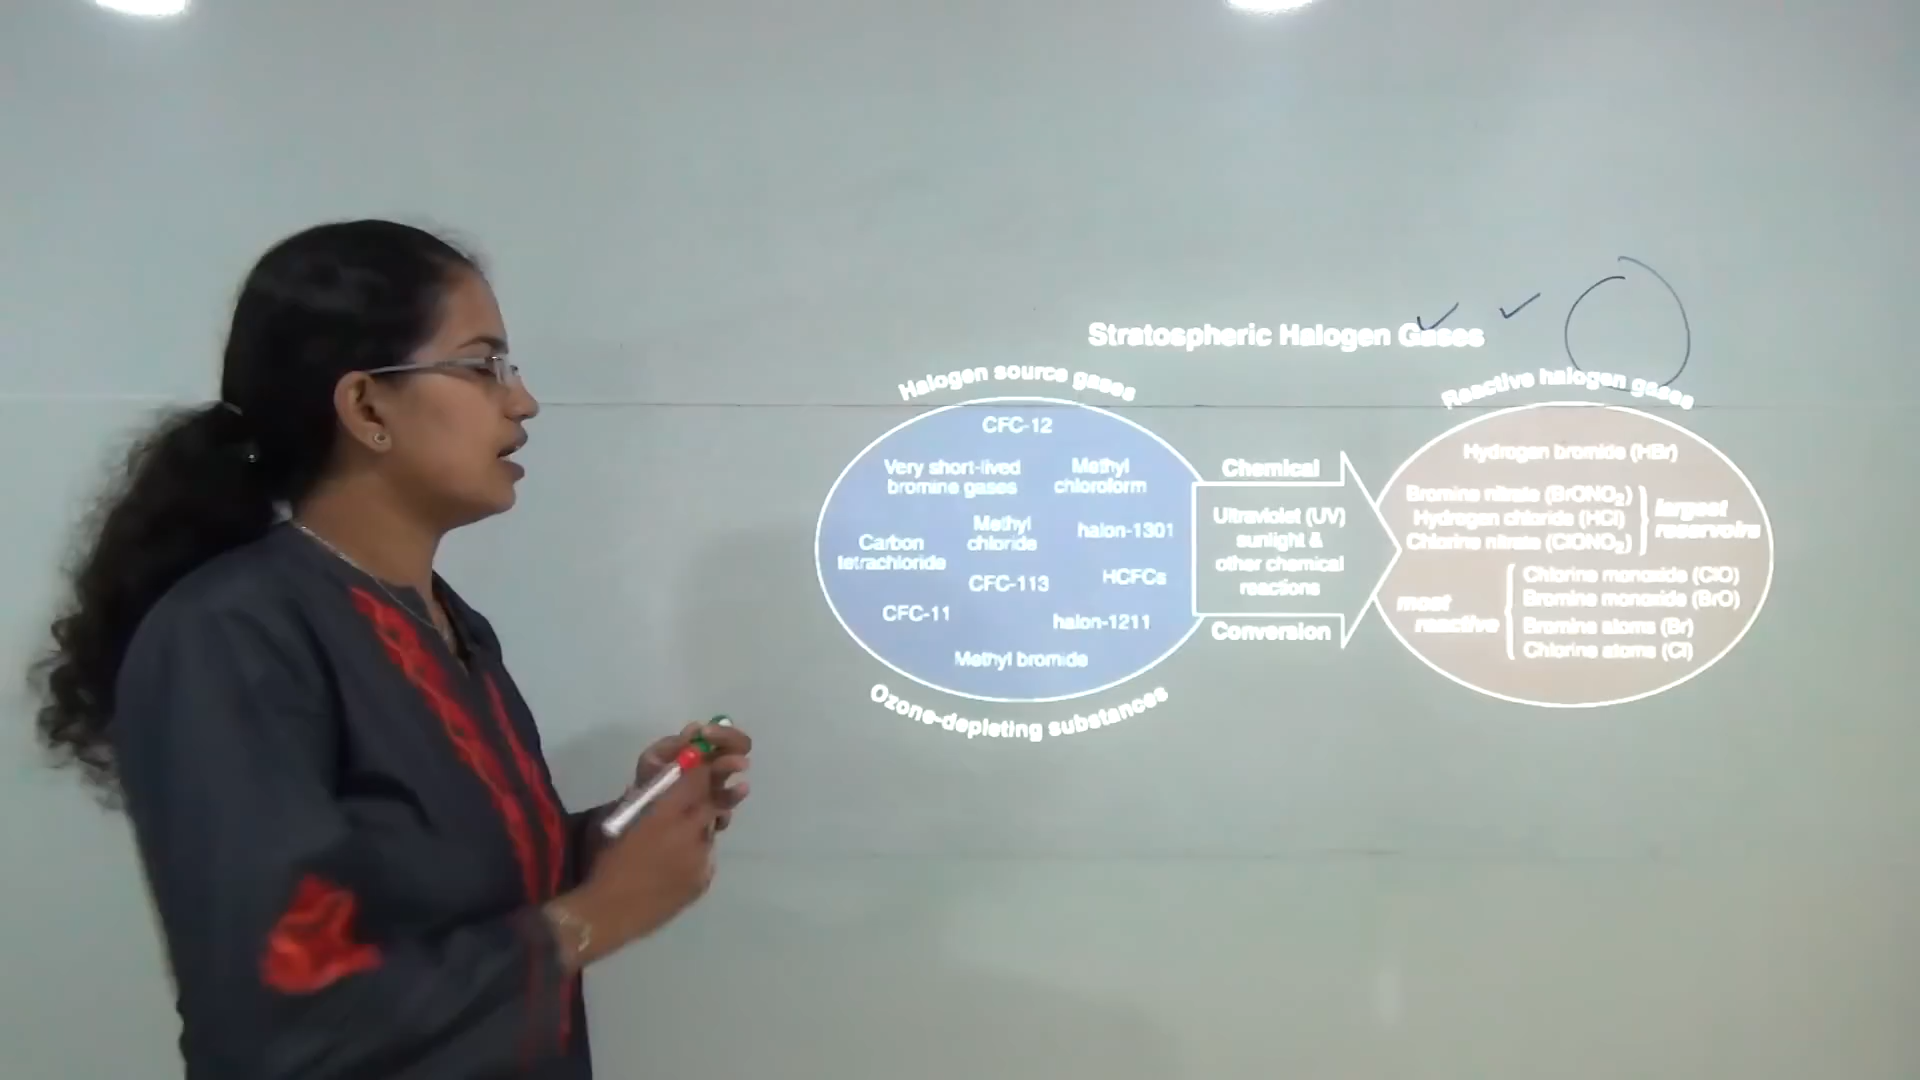 Stratospheric Halogen Gases
Halogen source gases
CFC-12
Very short-lived
bromine gases
Methyl
chloroform
Methyl
chloride
halon-1301
Carbon
tetrachloride
CFC-113
HCFCs
CFC-11
halon-1211
Methyl bromide
Ozone-depleting substances
Chemical
Ultraviolet (UV)
sunlight &
other chemical
reactions
Conversion
Reactive halogen gases
Hydrogen bromide (HBr)
Bromine nitrate (BrONO₂)
Hydrogen chloride (HCl)
Chlorine nitrate (ClONO₂)
largest
reservoirs
most
reactive
Chlorine monoxide (ClO)
Bromine monoxide (BrO)
Bromine atoms (Br)
Chlorine atoms (Cl)